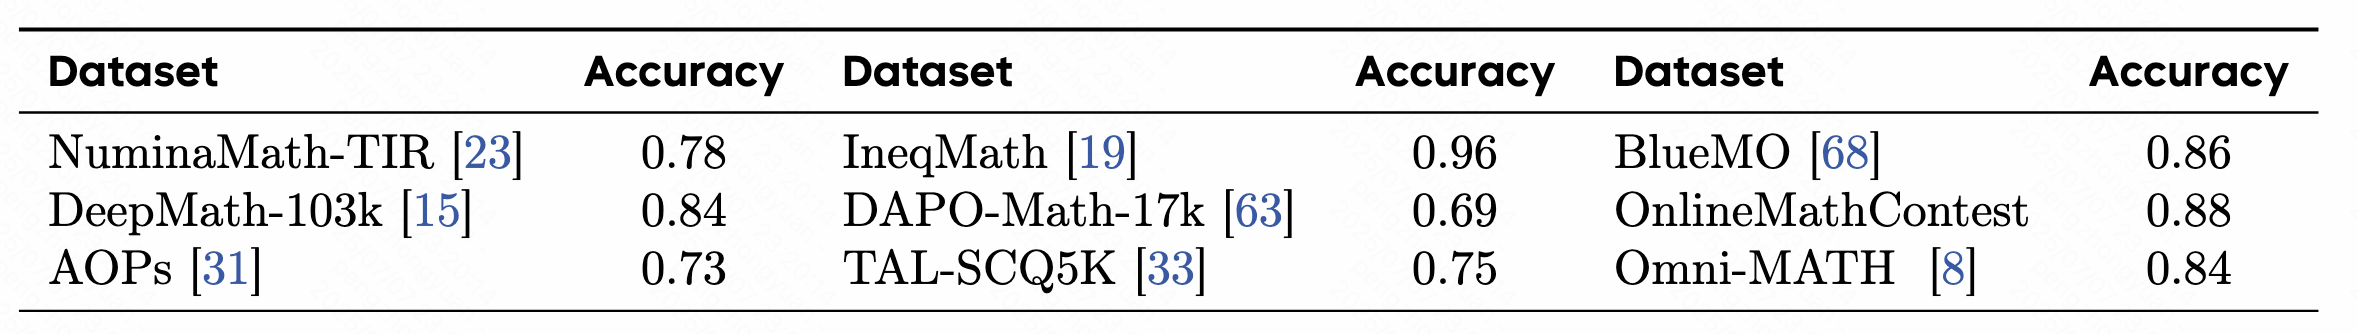 Dataset Accuracy Dataset Accuracy Dataset Accuracy
NuminaMath-TIR [23] 0.78 IneqMath [19] 0.96 BlueMO [68] 0.86
DeepMath-103k [15] 0.84 DAPO-Math-17k [63] 0.69 OnlineMathContest 0.88
AOPs [31] 0.73 TAL-SCQ5K [33] 0.75 Omni-MATH [8] 0.84